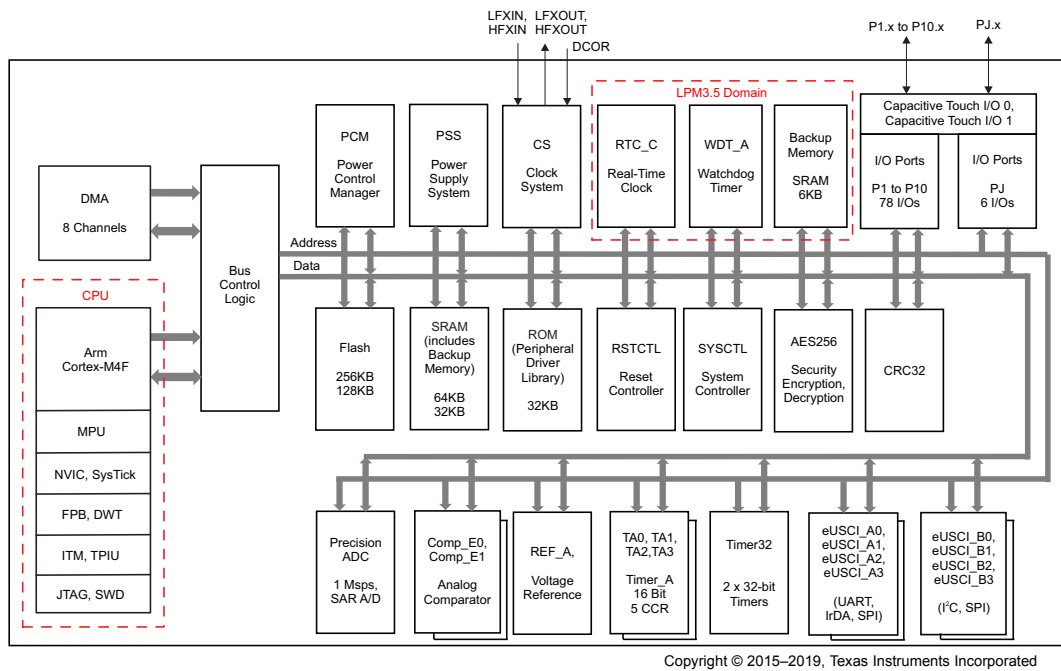 LFXIN, LFXOUT,
HFXIN HFXOUT
DCOR
P1.x to P10.x
PJ.x
LPM3.5 Domain
Capacitive Touch I/O 0,
Capacitive Touch I/O 1
PCM
Power
Control
Manager
PSS
Power
Supply
System
CS
Clock
System
RTC_C
Real-Time
Clock
WDT_A
Watchdog
Timer
Backup
Memory
SRAM
6KB
I/O Ports
P1 to P10
78 I/Os
I/O Ports
PJ
6 I/Os
DMA
8 Channels
Bus
Control
Logic
Address
Data
CPU
Arm
Cortex-M4F
MPU
NVIC, SysTick
FPB, DWT
ITM, TPIU
JTAG, SWD
Flash
256KB
128KB
SRAM
(includes
Backup
Memory)
64KB
32KB
ROM
(Peripheral
Driver
Library)
32KB
RSTCTL
Reset
Controller
SYSCTL
System
Controller
AES256
Security
Encryption,
Decryption
CRC32
Precision
ADC
1 Msps,
SAR A/D
Comp_E0,
Comp_E1
Analog
Comparator
REF_A,
Voltage
Reference
TA0, TA1,
TA2,TA3
Timer_A
16 Bit
5 CCR
Timer32
2 x 32-bit
Timers
eUSCI_A0,
eUSCI_A1,
eUSCI_A2,
eUSCI_A3
(UART,
IrDA, SPI)
eUSCI_B0,
eUSCI_B1,
eUSCI_B2,
eUSCI_B3
(I²C, SPI)
Copyright © 2015–2019, Texas Instruments Incorporated